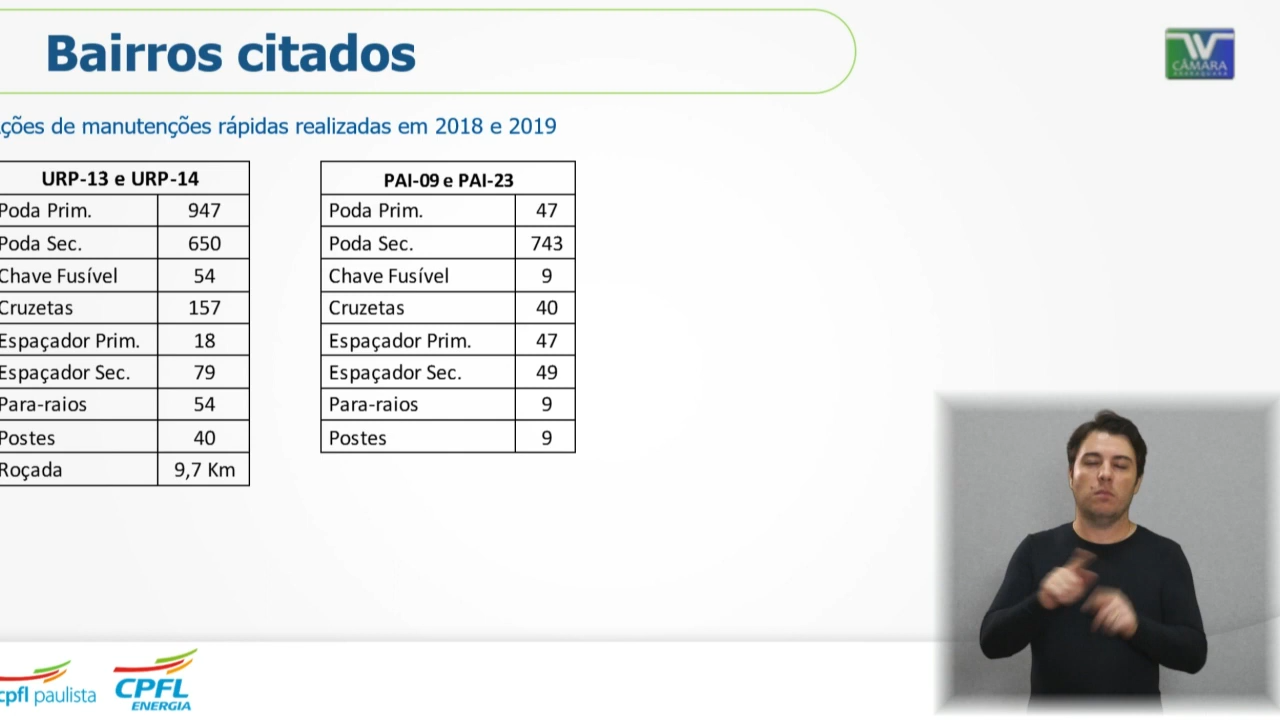 Bairros citados
ções de manutenções rápidas realizadas em 2018 e 2019
URP-13 e URP-14
Poda Prim. 947
Poda Sec. 650
Chave Fusível 54
Cruzetas 157
Espaçador Prim. 18
Espaçador Sec. 79
Para-raios 54
Postes 40
Roçada 9,7 Km
PAI-09 e PAI-23
Poda Prim. 47
Poda Sec. 743
Chave Fusível 9
Cruzetas 40
Espaçador Prim. 47
Espaçador Sec. 49
Para-raios 9
Postes 9
CÂMARA
cpfl paulista
CPFL
ENERGIA